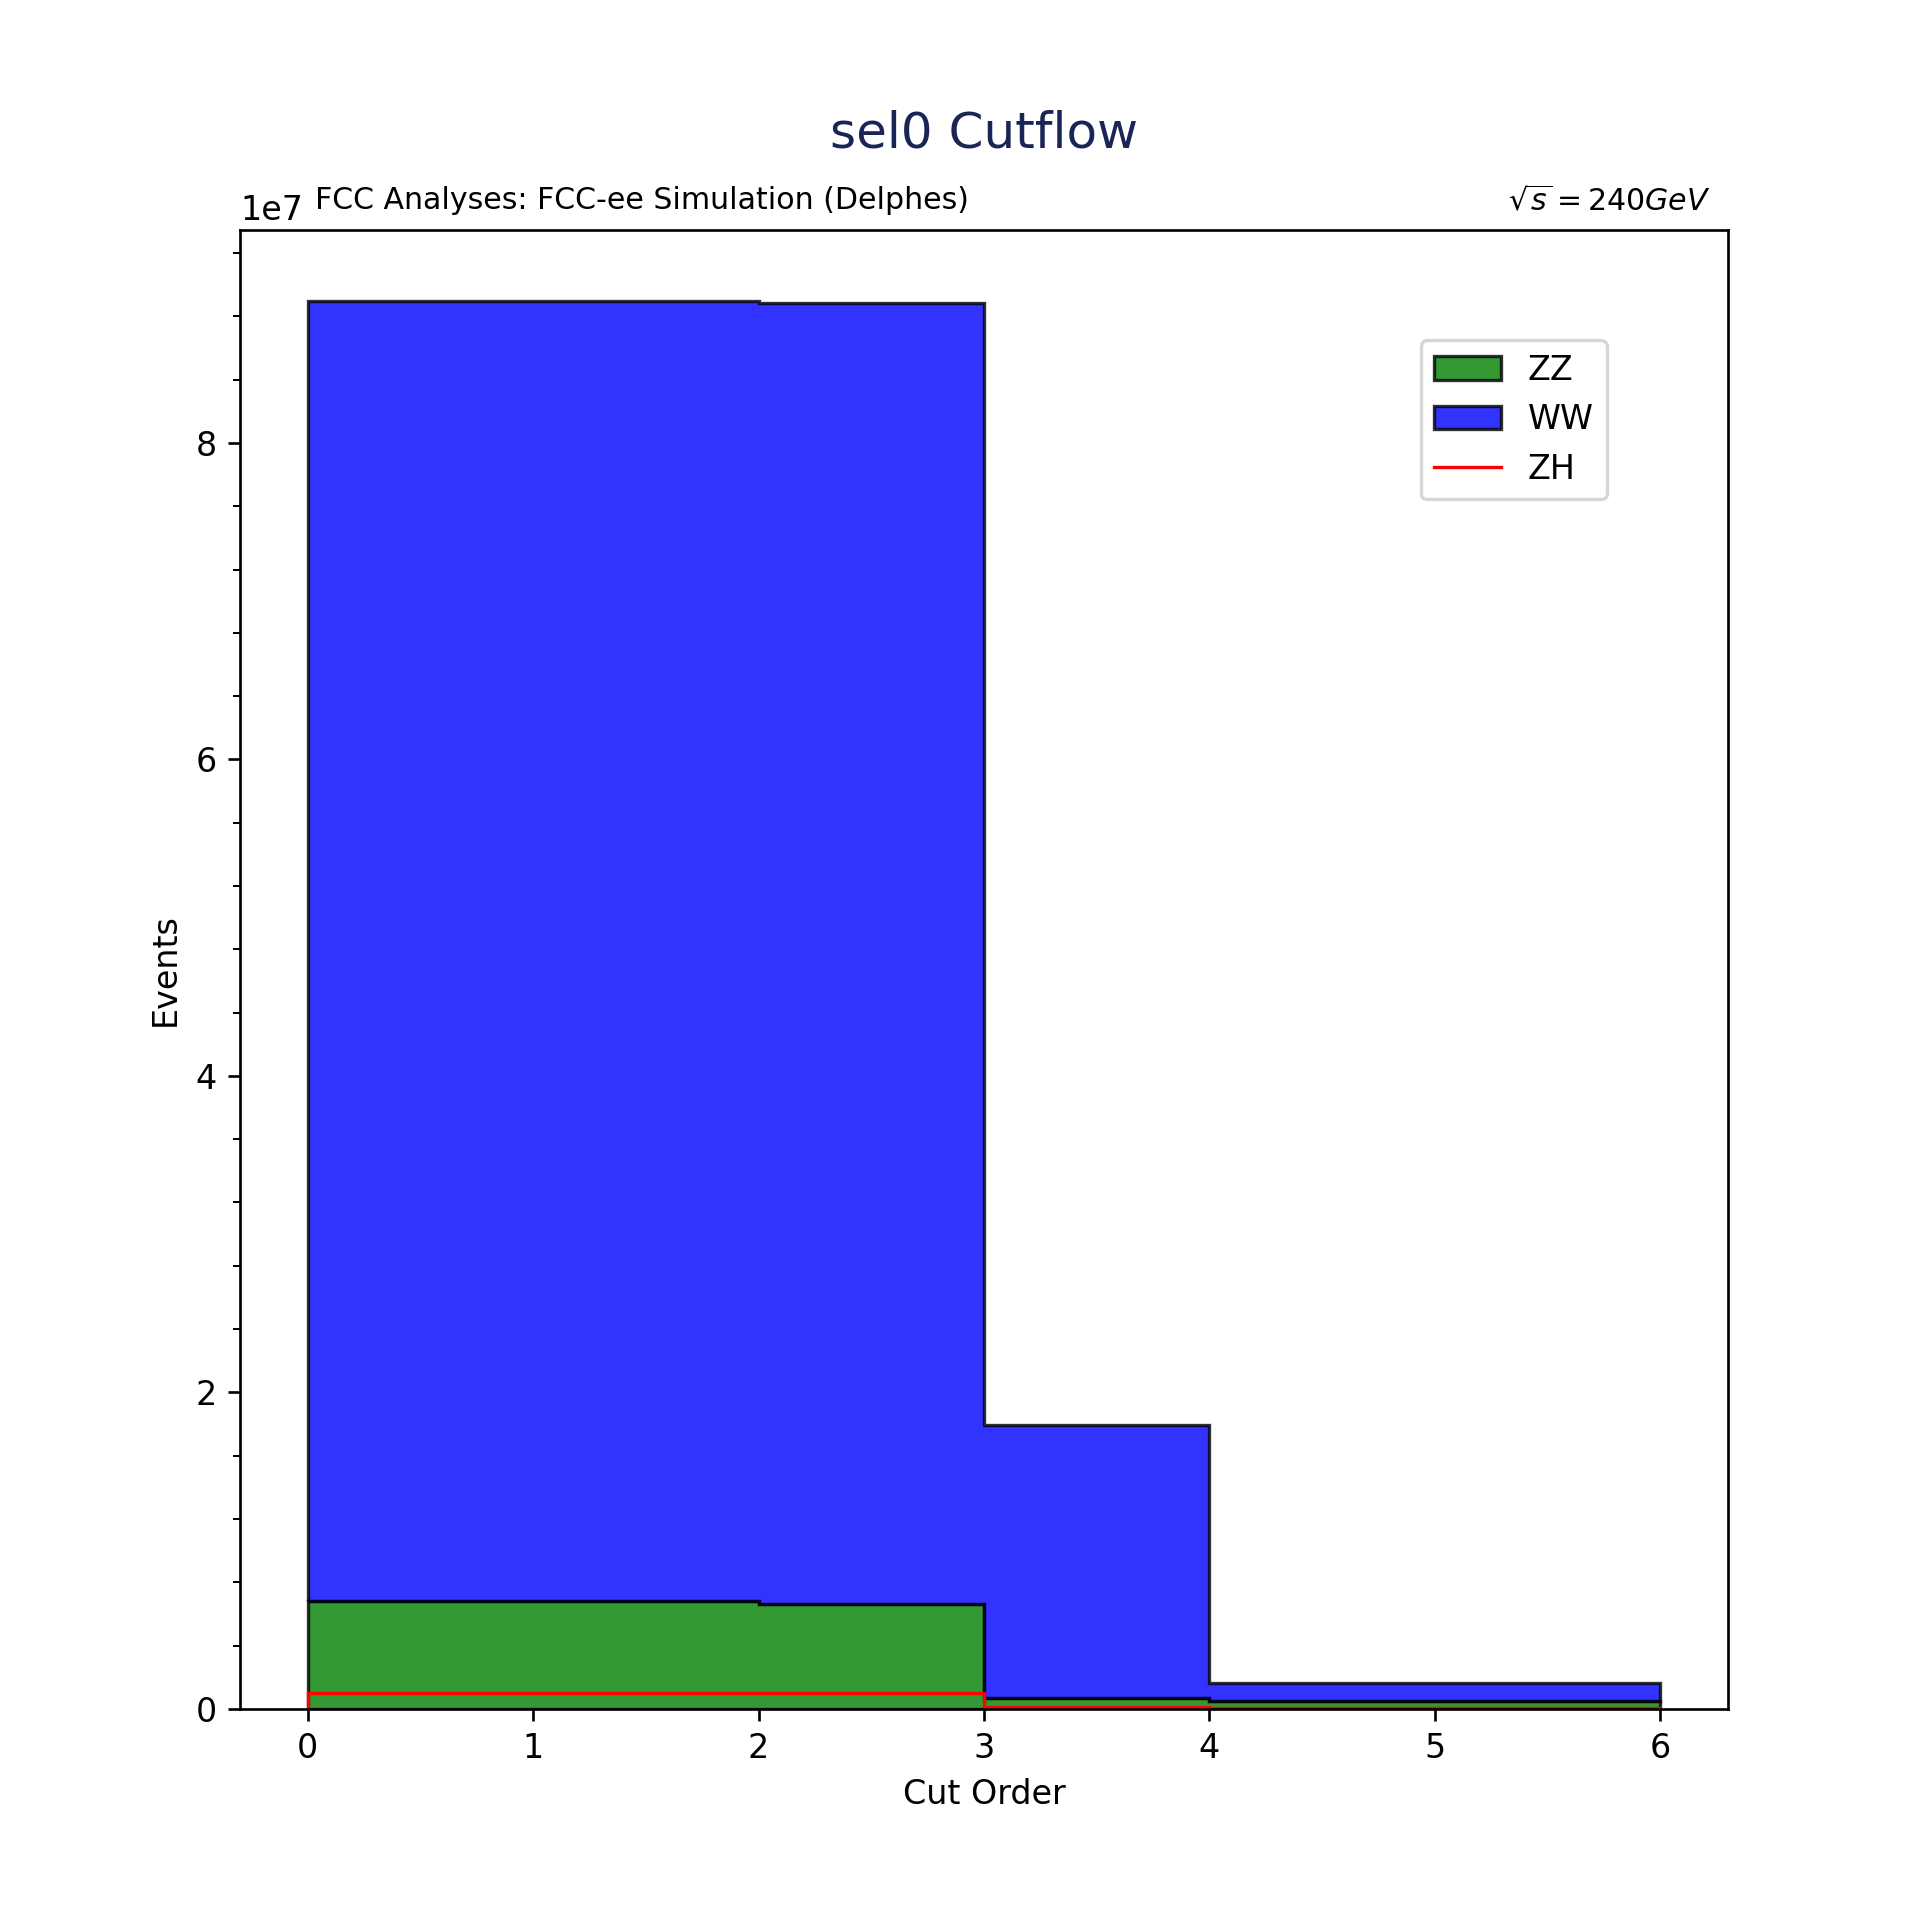 sel0 Cutflow
1e7 FCC Analyses: FCC-ee Simulation (Delphes) √s = 240GeV
ZZ
WW
ZH
8
6
4
2
0
Events
0 1 2 3 4 5 6
Cut Order